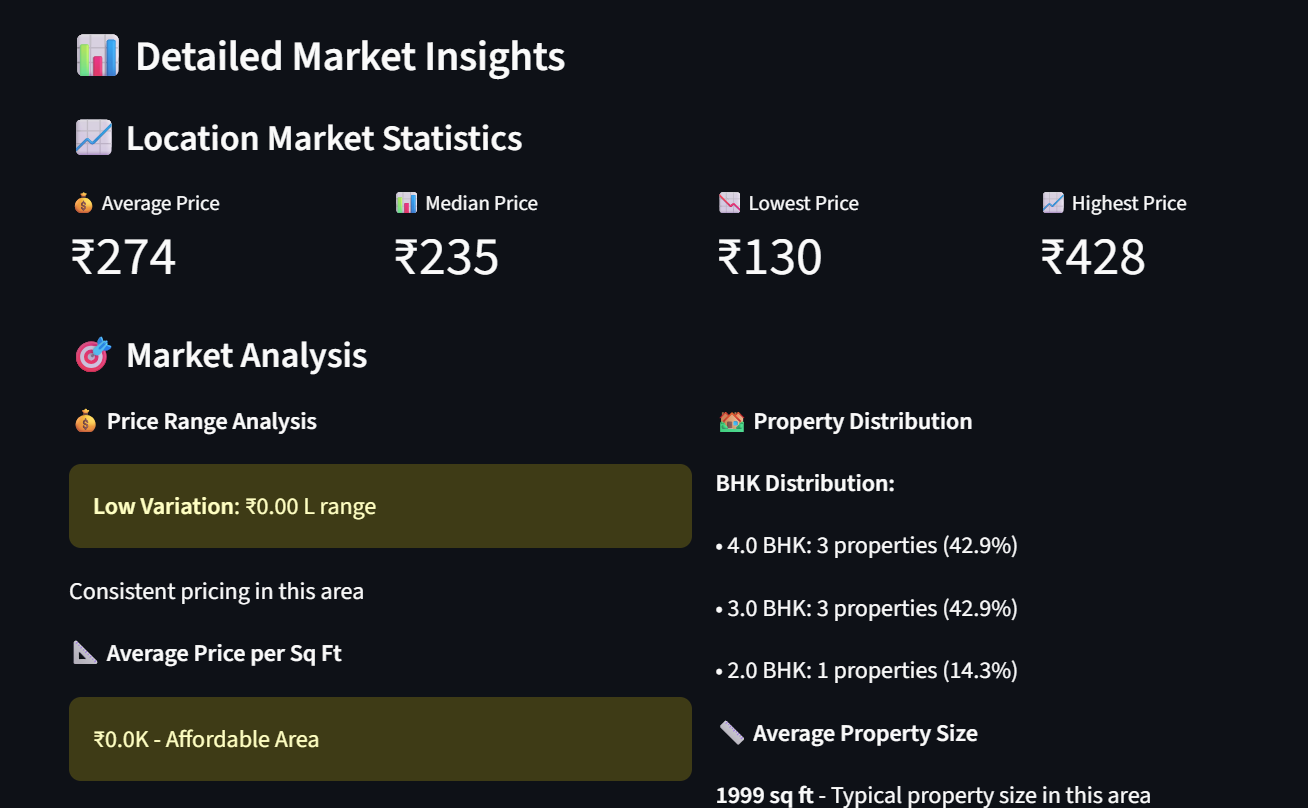 Detailed Market Insights
Location Market Statistics
Average Price
₹274
Median Price
₹235
Lowest Price
₹130
Highest Price
₹428
Market Analysis
Price Range Analysis
Low Variation: ₹0.00 L range
Consistent pricing in this area
Average Price per Sq Ft
₹0.0K - Affordable Area
Property Distribution
BHK Distribution:
• 4.0 BHK: 3 properties (42.9%)
• 3.0 BHK: 3 properties (42.9%)
• 2.0 BHK: 1 properties (14.3%)
Average Property Size
1999 sq ft - Typical property size in this area